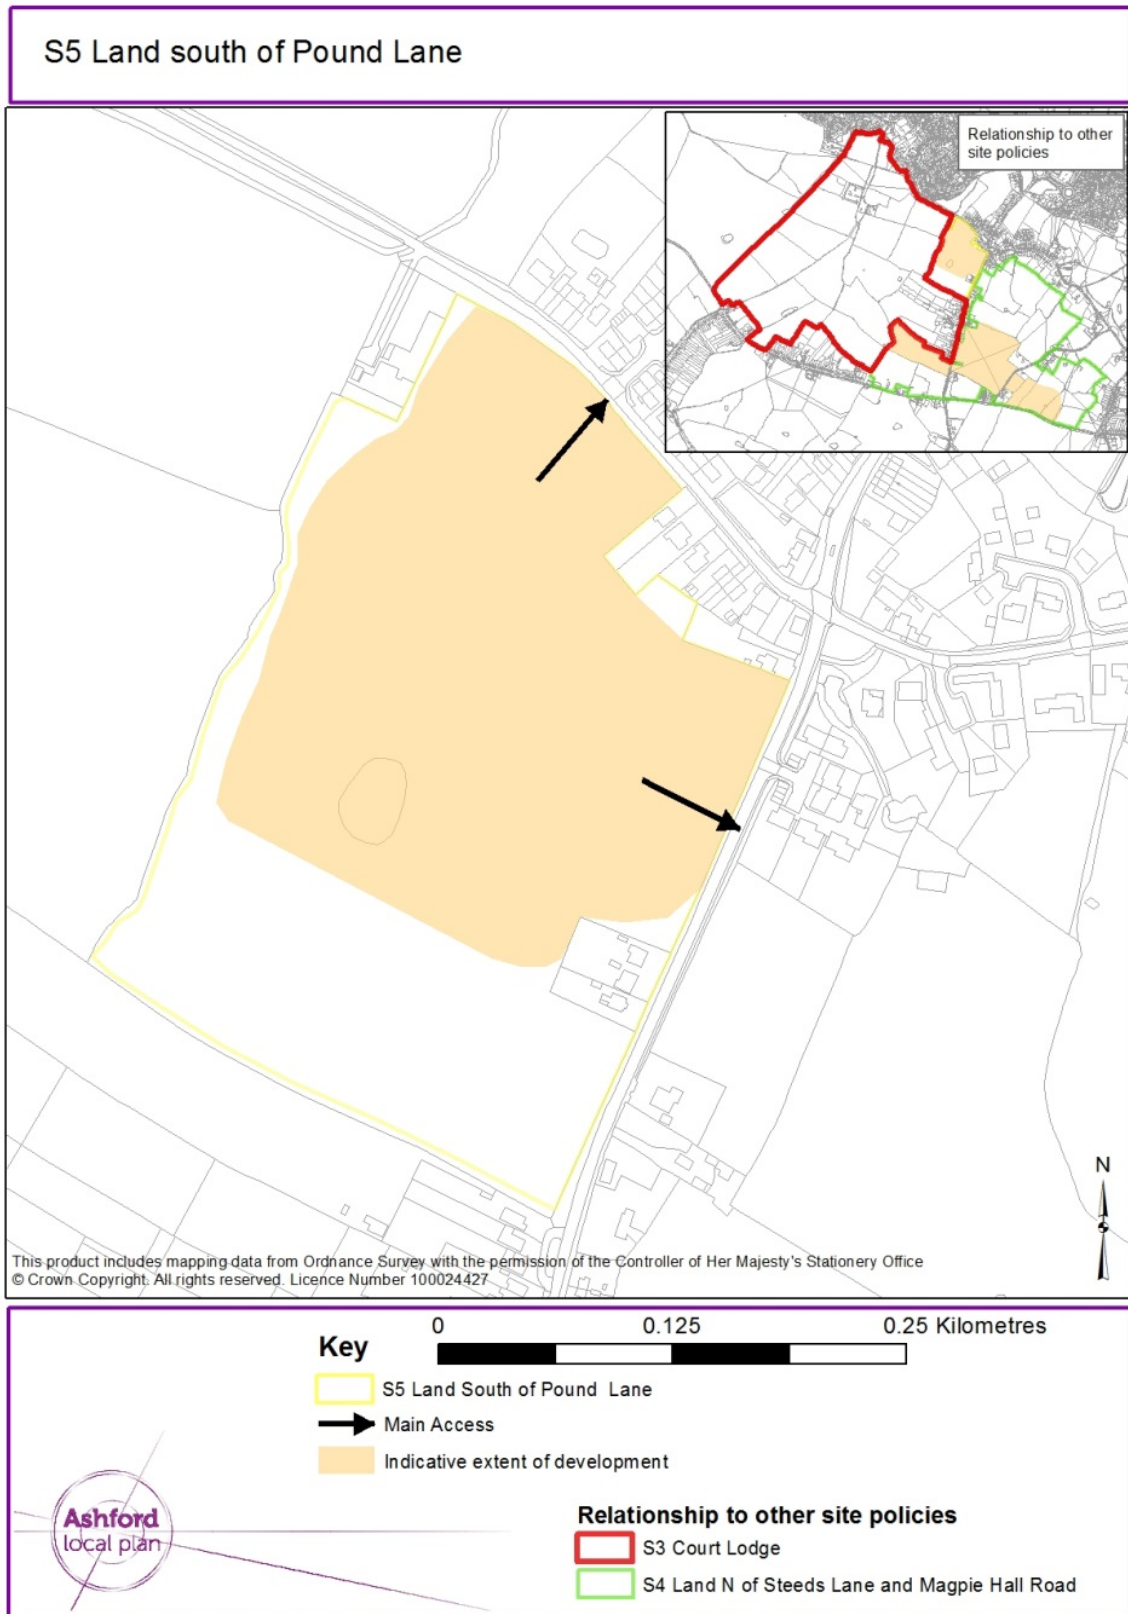 S5 Land south of Pound Lane
Relationship to other
site policies
N
This product includes mapping data from Ordnance Survey with the permission of the Controller of Her Majesty's Stationery Office
© Crown Copyright. All rights reserved. Licence Number 100024427
0 0.125 0.25 Kilometres
Key
S5 Land South of Pound Lane
Main Access
Indicative extent of development
Ashford
local plan
Relationship to other site policies
S3 Court Lodge
S4 Land N of Steeds Lane and Magpie Hall Road